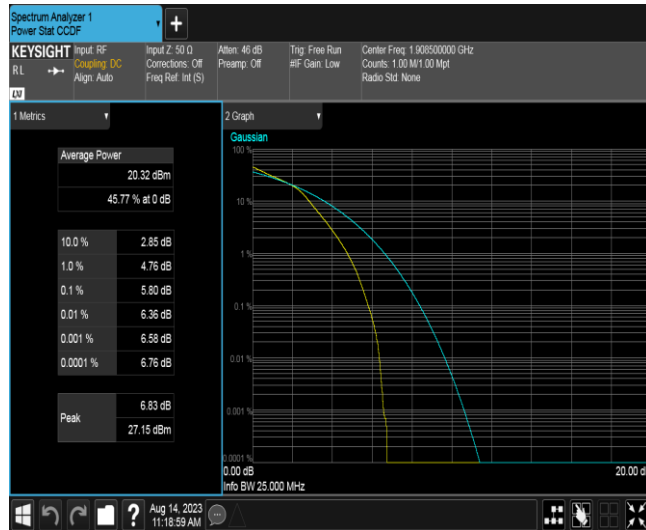 Spectrum Analyzer 1
Power Stat CCDF
+
KEYSIGHT
RL
LXI
Input: RF
Coupling: DC
Align: Auto
Input Z: 50 Ω
Corrections: Off
Freq Ref: Int (S)
Atten: 46 dB
Preamp: Off
Trig: Free Run
#IF Gain: Low
Center Freq: 1.908500000 GHz
Counts: 1.00 M/1.00 Mpt
Radio Std: None
1 Metrics
Average Power
20.32 dBm
45.77 % at 0 dB
10.0 % 2.85 dB
1.0 % 4.76 dB
0.1 % 5.80 dB
0.01 % 6.36 dB
0.001 % 6.58 dB
0.0001 % 6.76 dB
Peak
6.83 dB
27.15 dBm
2 Graph
Gaussian
100 %
10 %
1 %
0.1 %
0.01 %
0.001 %
0.0001 %
0.00 dB
20.00 d
Info BW 25.000 MHz
?
Aug 14, 2023
11:18:59 AM